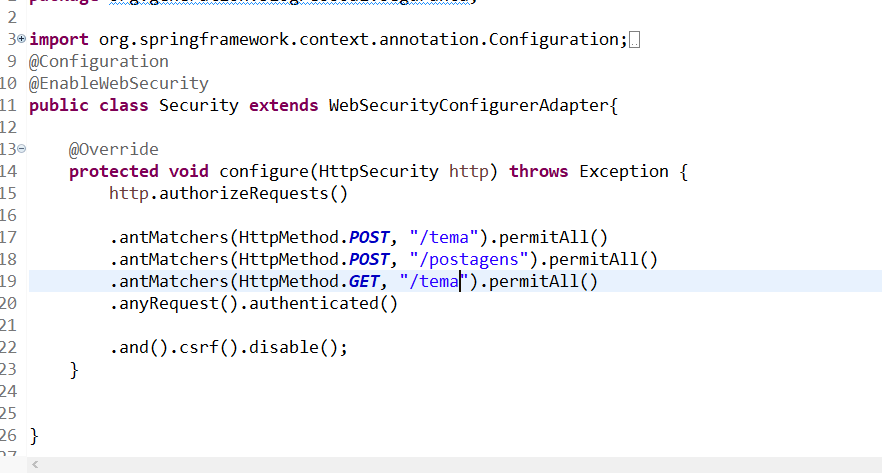 2
3 import org.springframework.context.annotation.Configuration;
9 @Configuration
10 @EnableWebSecurity
11 public class Security extends WebSecurityConfigurerAdapter{
12
13 @Override
14 protected void configure(HttpSecurity http) throws Exception {
15 http.authorizeRequests()
16
17 .antMatchers(HttpMethod.POST, "/tema").permitAll()
18 .antMatchers(HttpMethod.POST, "/postagens").permitAll()
19 .antMatchers(HttpMethod.GET, "/tema").permitAll()
20 .anyRequest().authenticated()
21
22 .and().csrf().disable();
23 }
24
25
26 }
27